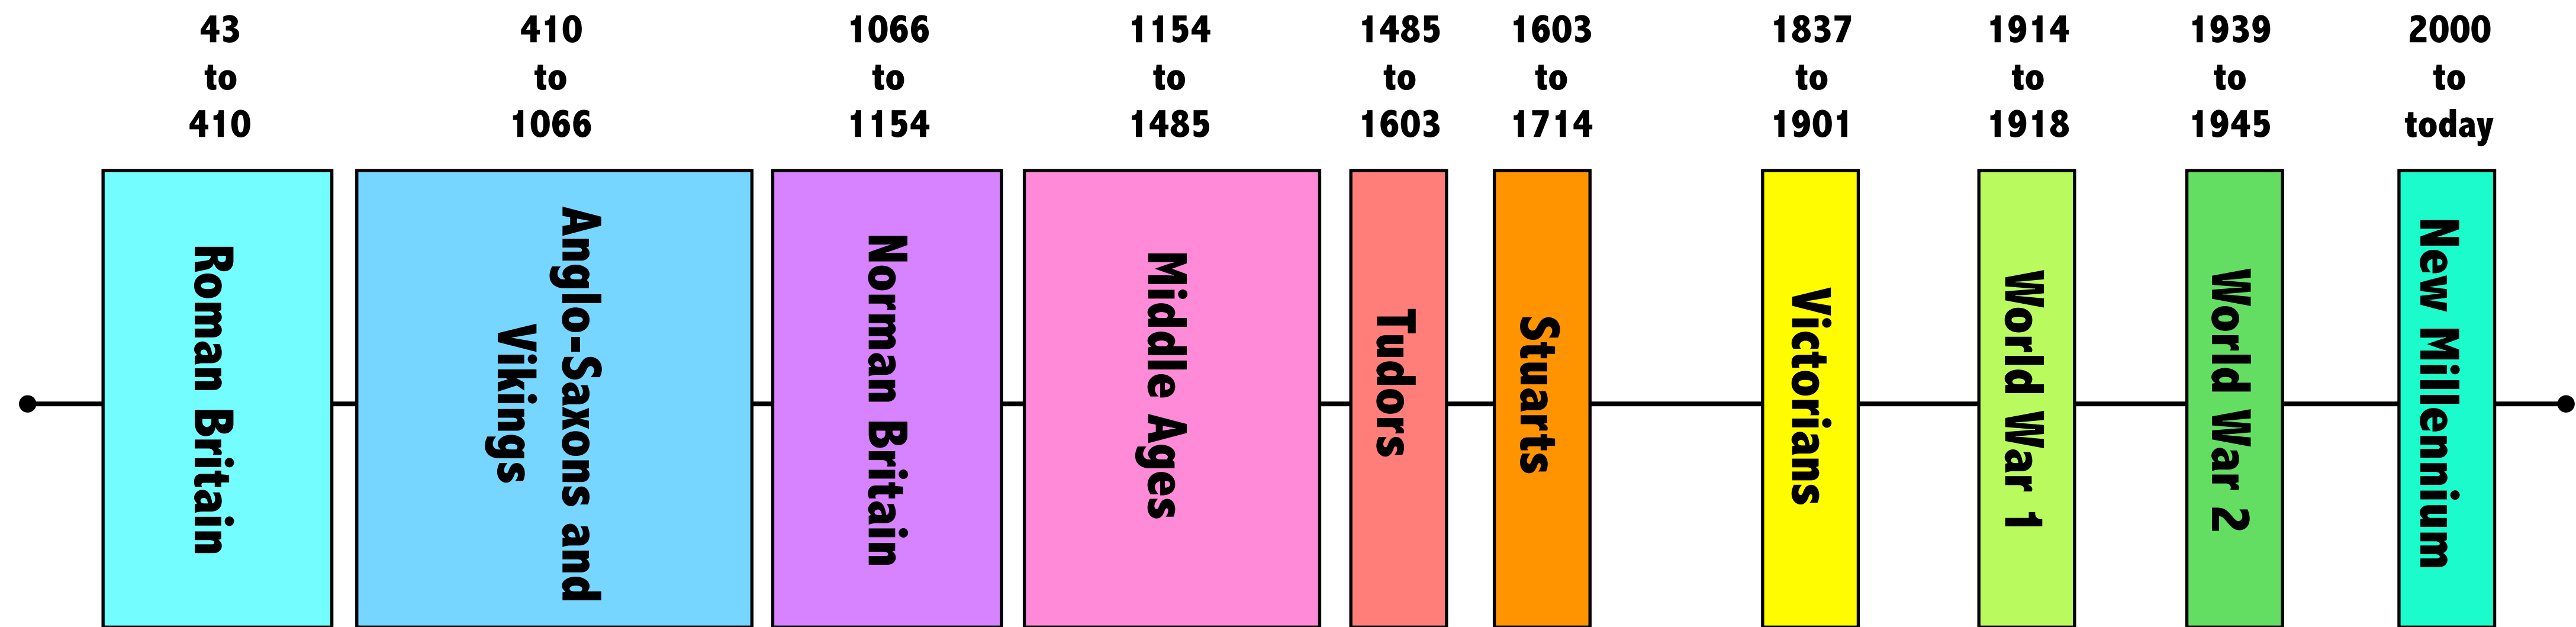 43
to
410
410
to
1066
1066
to
1154
1154
to
1485
1485
to
1603
1603
to
1714
1837
to
1901
1914
to
1918
1939
to
1945
2000
to
today
Roman Britain
Anglo-Saxons and
Vikings
Norman Britain
Middle Ages
Tudors
Stuarts
Victorians
World War 1
World War 2
New Millennium